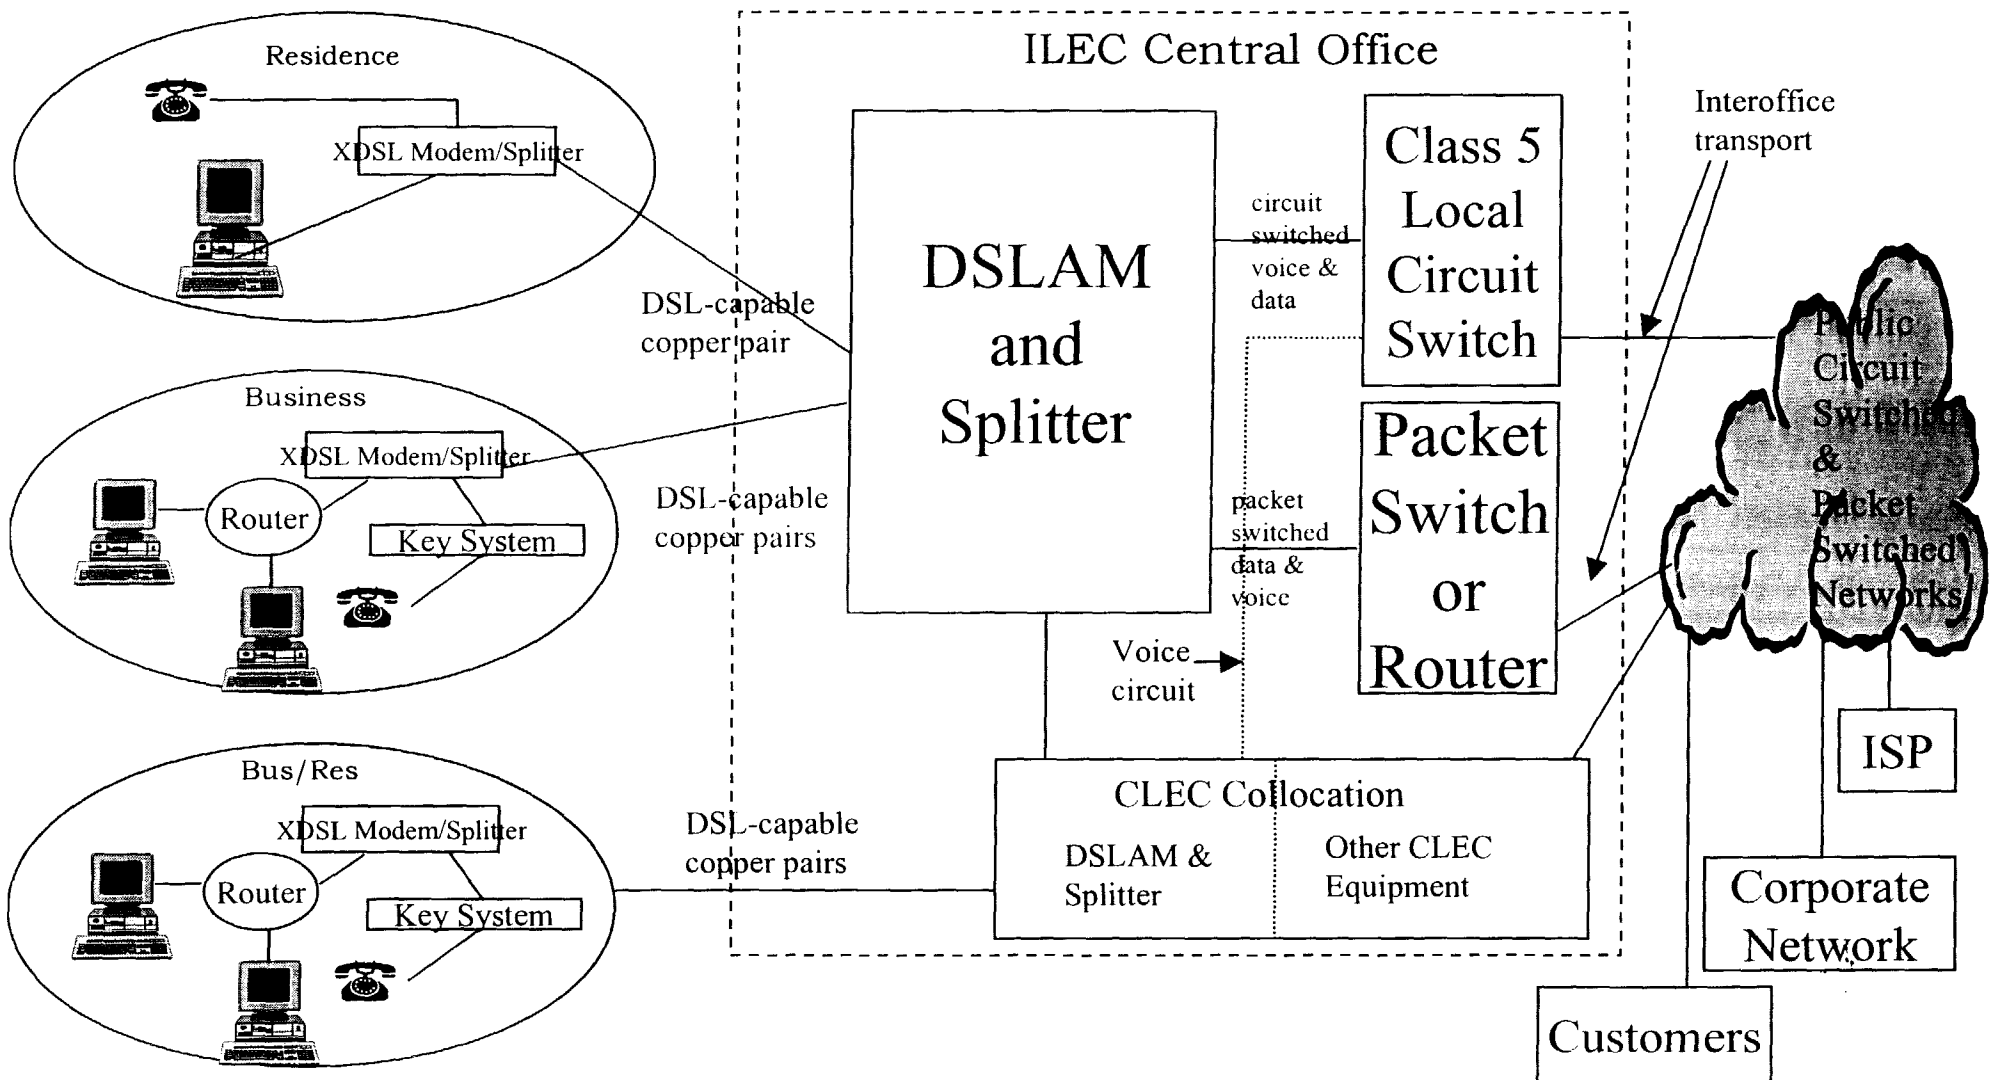 Residence
XDSL Modem/Splitter
DSL-capable
copper pair
Business
XDSL Modem/Splitter
Router
Key System
DSL-capable
copper pairs
Bus/Res
XDSL Modem/Splitter
Router
Key System
DSL-capable
copper pairs
ILEC Central Office
DSLAM
and
Splitter
circuit
switched
voice &
data
Class 5
Local
Circuit
Switch
packet
switched
data &
voice
Packet
Switch
or
Router
Voice
circuit
CLEC Collocation
DSLAM &
Splitter
Other CLEC
Equipment
Interoffice
transport
Public
Circuit
Switched
&
Packet
Switched
Networks
ISP
Corporate
Network
Customers